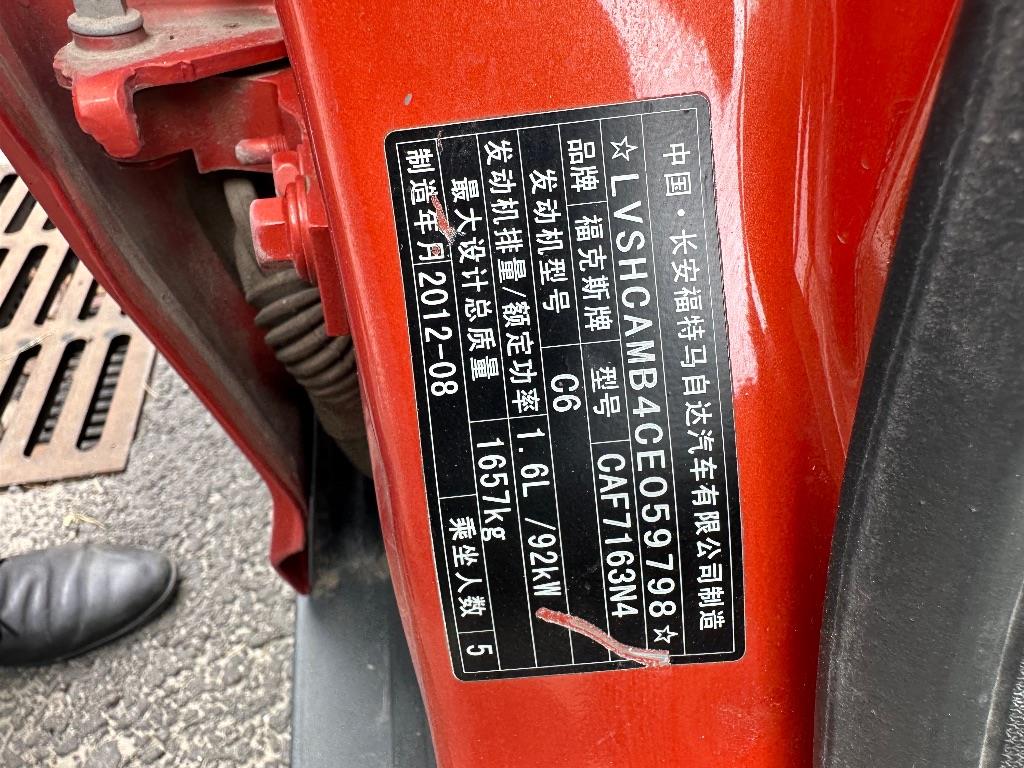 中国·长安福特马自达汽车有限公司制造
☆LVSHCAMB4CE059798☆
品牌 福克斯牌 型号 CAF7163N4
发动机型号 C6
发动机排量/额定功率 1.6L /92kW
最大设计总质量 1657kg
制造年月 2012-08 乘坐人数 5